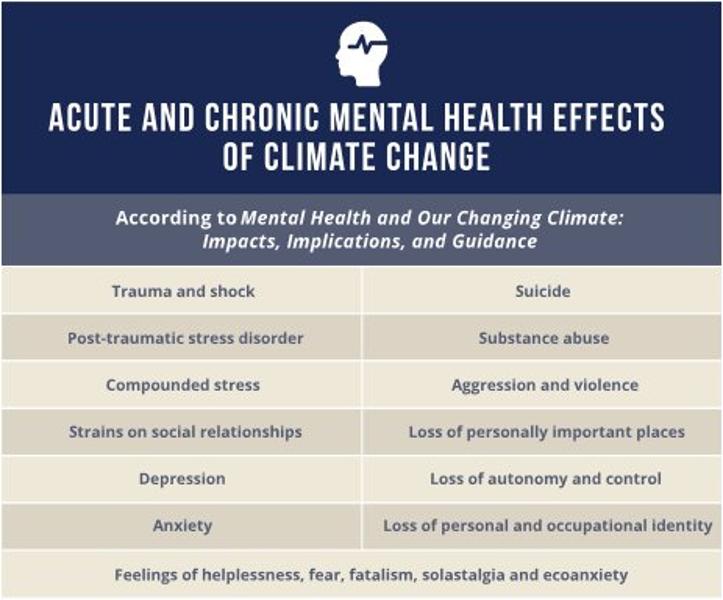 ACUTE AND CHRONIC MENTAL HEALTH EFFECTS
OF CLIMATE CHANGE
According to Mental Health and Our Changing Climate:
Impacts, Implications, and Guidance
Trauma and shock
Suicide
Post-traumatic stress disorder
Substance abuse
Compounded stress
Aggression and violence
Strains on social relationships
Loss of personally important places
Depression
Loss of autonomy and control
Anxiety
Loss of personal and occupational identity
Feelings of helplessness, fear, fatalism, solastalgia and ecoanxiety